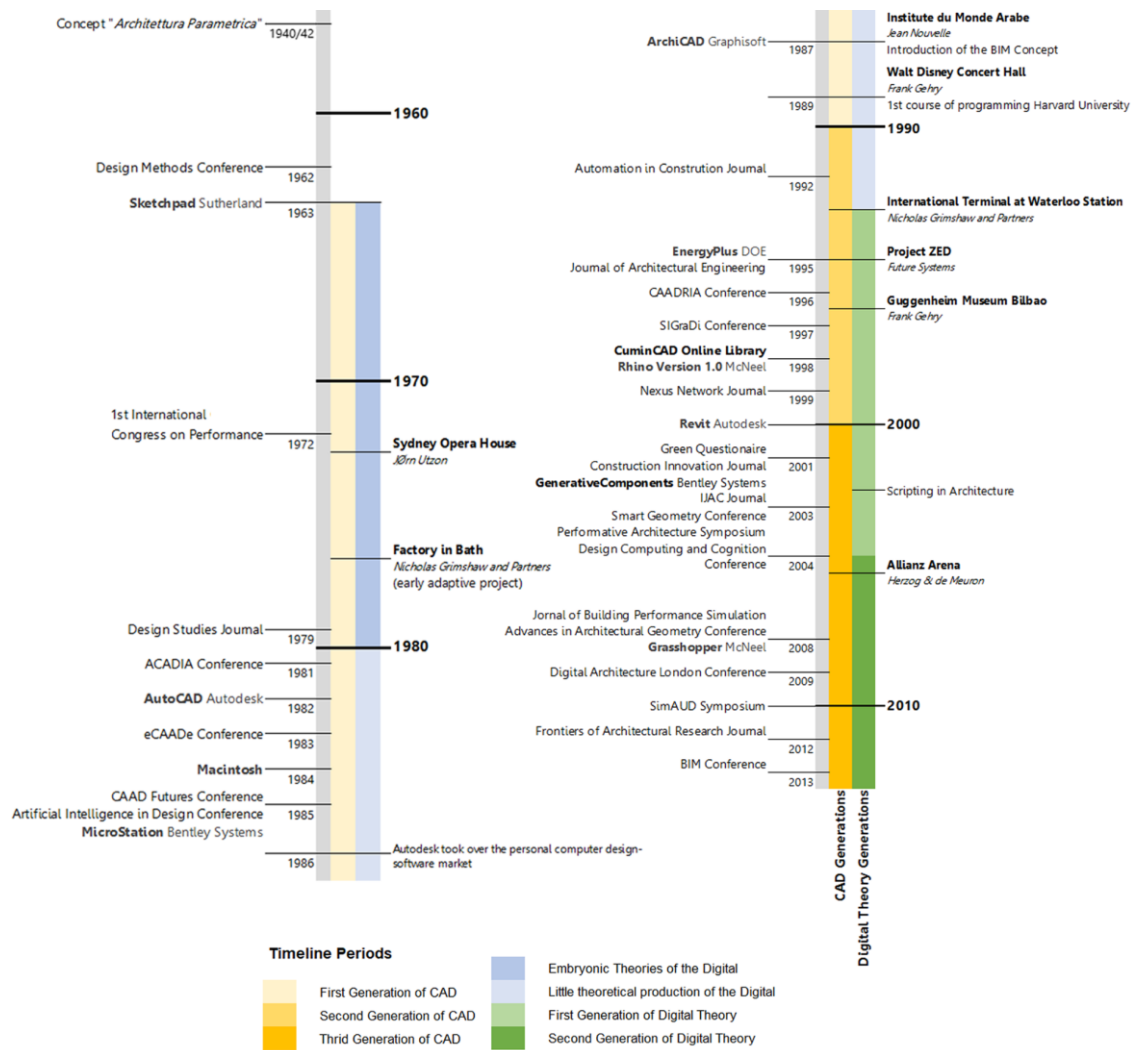 Concept "Architettura Parametrica"
1940/42
1960
Design Methods Conference
1962
Sketchpad Sutherland
1963
1970
1st International
Congress on Performance
1972
Sydney Opera House
JØrn Utzon
Factory in Bath
Nicholas Grimshaw and Partners
(early adaptive project)
Design Studies Journal
1979
1980
ACADIA Conference
1981
AutoCAD Autodesk
1982
eCAADe Conference
1983
Macintosh
1984
CAAD Futures Conference
Artificial Intelligence in Design Conference
1985
MicroStation Bentley Systems
1986
Autodesk took over the personal computer design-
software market
Institute du Monde Arabe
Jean Nouvelle
Introduction of the BIM Concept
ArchiCAD Graphisoft
1987
Walt Disney Concert Hall
Frank Gehry
1st course of programming Harvard University
1989
1990
Automation in Constrution Journal
1992
International Terminal at Waterloo Station
Nicholas Grimshaw and Partners
EnergyPlus DOE
Journal of Architectural Engineering
1995
Project ZED
Future Systems
CAADRIA Conference
1996
Guggenheim Museum Bilbao
Frank Gehry
SIGraDi Conference
1997
CuminCAD Online Library
Rhino Version 1.0 McNeel
1998
Nexus Network Journal
1999
Revit Autodesk
2000
Green Questionaire
Construction Innovation Journal
2001
GenerativeComponents Bentley Systems
IJAC Journal
Smart Geometry Conference
2003
Scripting in Architecture
Performative Architecture Symposium
Design Computing and Cognition
Conference
2004
Allianz Arena
Herzog & de Meuron
Jornal of Building Performance Simulation
Advances in Architectural Geometry Conference
Grasshopper McNeel
2008
Digital Architecture London Conference
2009
SimAUD Symposium
2010
Frontiers of Architectural Research Journal
2012
BIM Conference
2013
CAD Generations
Digital Theory Generations
Timeline Periods
First Generation of CAD
Second Generation of CAD
Thrid Generation of CAD
Embryonic Theories of the Digital
Little theoretical production of the Digital
First Generation of Digital Theory
Second Generation of Digital Theory